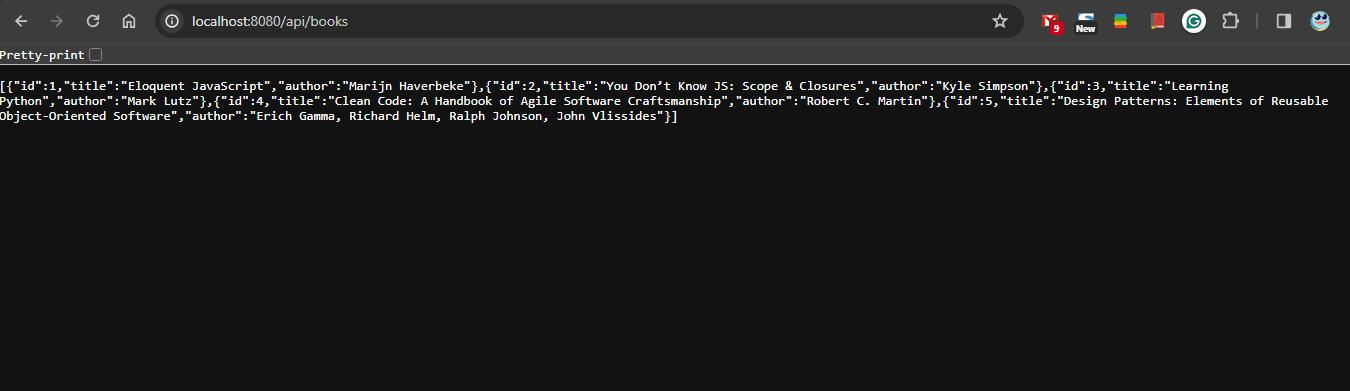 localhost:8080/api/books
9
New
Pretty-print
[{"id":1,"title":"Eloquent JavaScript","author":"Marijn Haverbeke"},{"id":2,"title":"You Don’t Know JS: Scope & Closures","author":"Kyle Simpson"},{"id":3,"title":"Learning
Python","author":"Mark Lutz"},{"id":4,"title":"Clean Code: A Handbook of Agile Software Craftsmanship","author":"Robert C. Martin"},{"id":5,"title":"Design Patterns: Elements of Reusable
Object-Oriented Software","author":"Erich Gamma, Richard Helm, Ralph Johnson, John Vlissides"}]